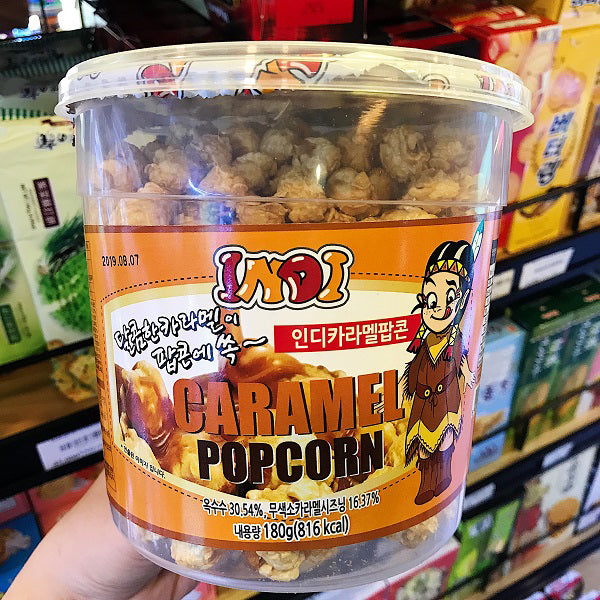 2019.08.07
INDI
달콤한 카라멜이
팝콘에 쏙~
인디카라멜팝콘
CARAMEL
POPCORN
옥수수 30.54%, 무색소카라멜시즈닝 16.37%
내용량 180g(816 kcal)